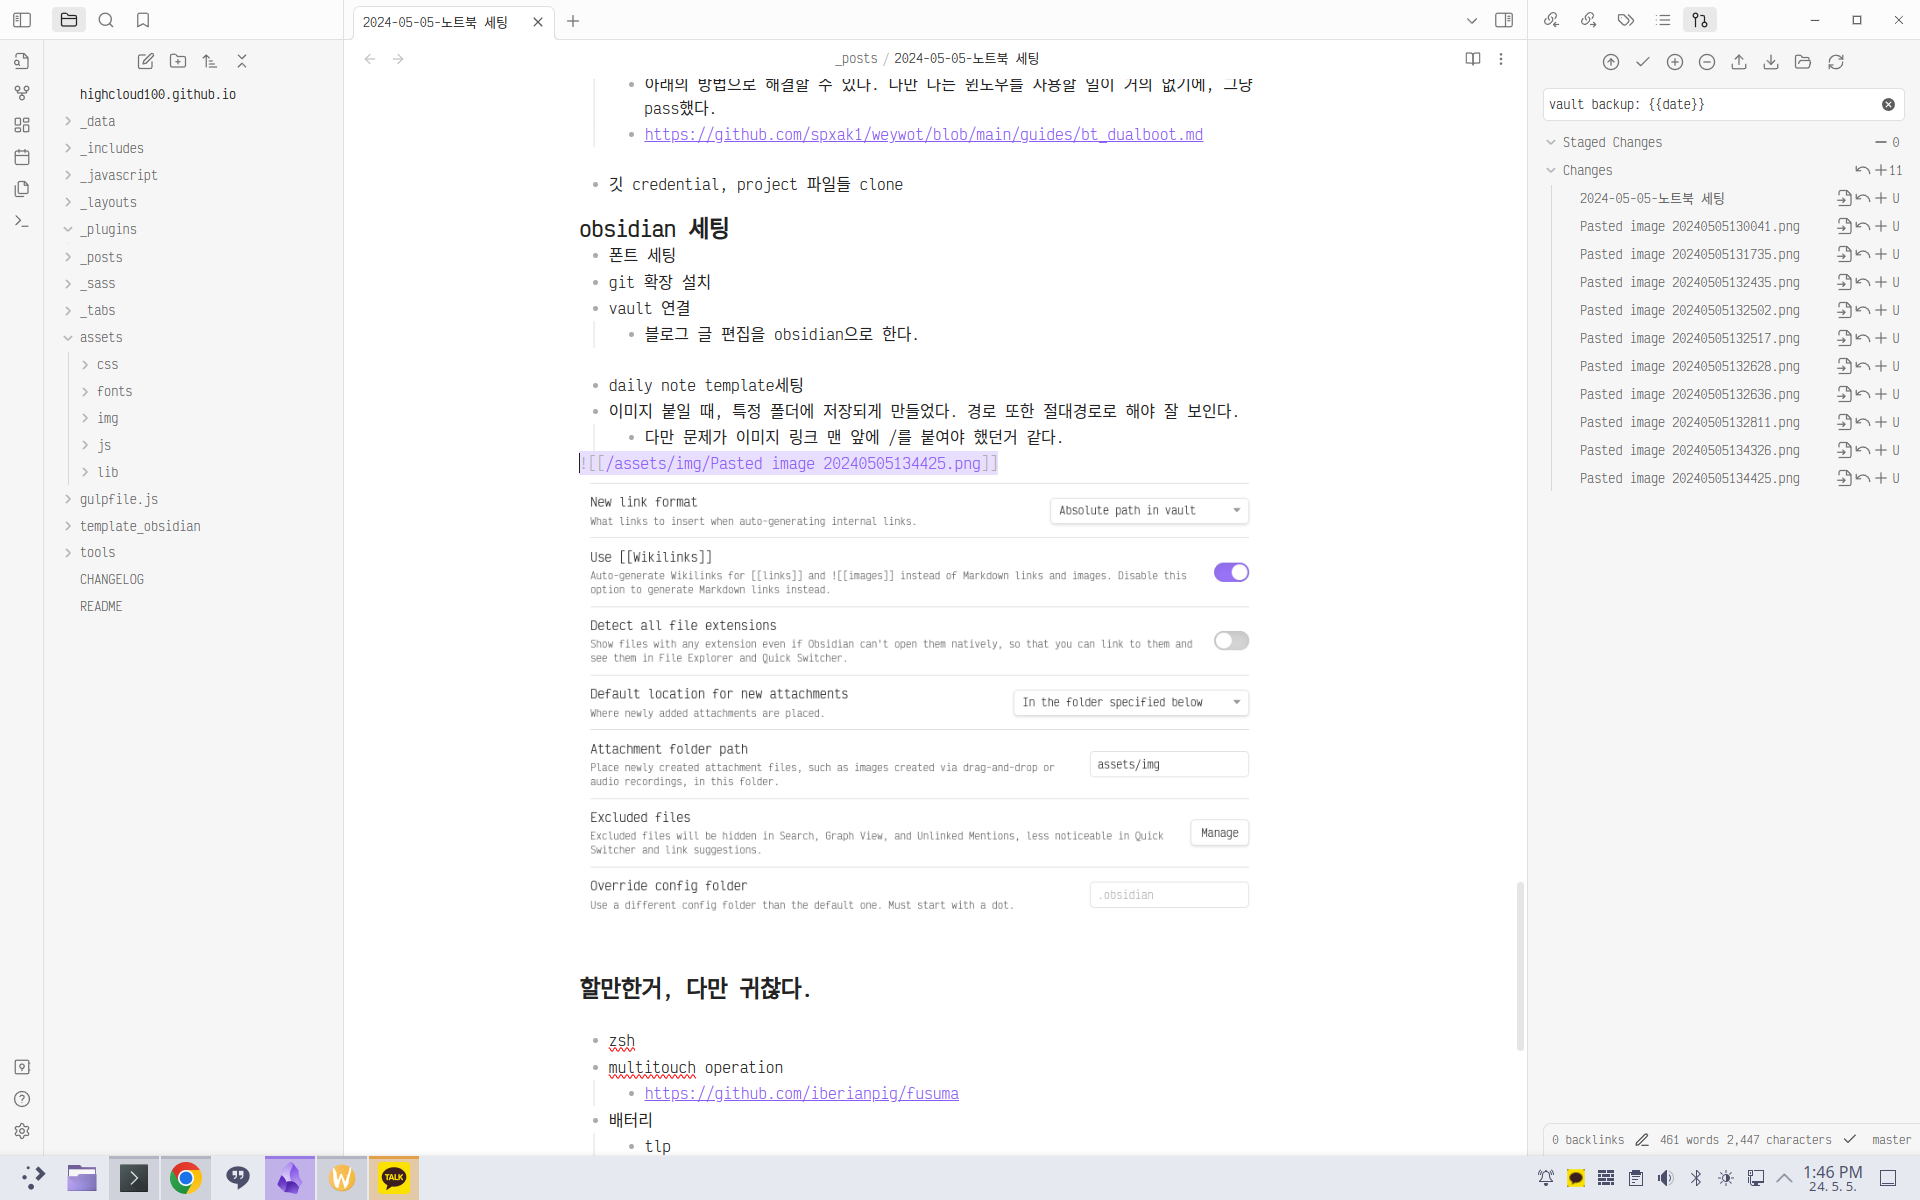 2024-05-05-노트북 세팅
_posts / 2024-05-05-노트북 세팅
highcloud100.github.io
_data
_includes
_javascript
_layouts
_plugins
_posts
_sass
_tabs
assets
css
fonts
img
js
lib
gulpfile.js
template_obsidian
tools
CHANGELOG
README
아래의 방법으로 해결할 수 있다. 다만 나는 윈도우를 사용할 일이 거의 없기에, 그냥
pass했다.
https://github.com/spxak1/weywot/blob/main/guides/bt_dualboot.md
깃 credential, project 파일들 clone
obsidian 세팅
폰트 세팅
git 확장 설치
vault 연결
블로그 글 편집을 obsidian으로 한다.
daily note template세팅
이미지 붙일 때, 특정 폴더에 저장되게 만들었다. 경로 또한 절대경로로 해야 잘 보인다.
다만 문제가 이미지 링크 맨 앞에 /를 붙여야 했던거 같다.
![[/assets/img/Pasted image 20240505134425.png]]
New link format
What links to insert when auto-generating internal links.
Absolute path in vault
Use [[Wikilinks]]
Auto-generate Wikilinks for [[links]] and ![[images]] instead of Markdown links and images. Disable this
option to generate Markdown links instead.
Detect all file extensions
Show files with any extension even if Obsidian can't open them natively, so that you can link to them and
see them in File Explorer and Quick Switcher.
Default location for new attachments
Where newly added attachments are placed.
In the folder specified below
Attachment folder path
Place newly created attachment files, such as images created via drag-and-drop or
audio recordings, in this folder.
assets/img
Excluded files
Excluded files will be hidden in Search, Graph View, and Unlinked Mentions, less noticeable in Quick
Switcher and link suggestions.
Manage
Override config folder
Use a different config folder than the default one. Must start with a dot.
.obsidian
할만한거, 다만 귀찮다.
zsh
multitouch operation
https://github.com/iberianpig/fusuma
배터리
tlp
vault backup: {{date}}
Staged Changes 0
Changes 11
2024-05-05-노트북 세팅 U
Pasted image 20240505130041.png U
Pasted image 20240505131735.png U
Pasted image 20240505132435.png U
Pasted image 20240505132502.png U
Pasted image 20240505132517.png U
Pasted image 20240505132628.png U
Pasted image 20240505132636.png U
Pasted image 20240505132811.png U
Pasted image 20240505134326.png U
Pasted image 20240505134425.png U
0 backlinks 461 words 2,447 characters master
W
TALK
1:46 PM
24. 5. 5.